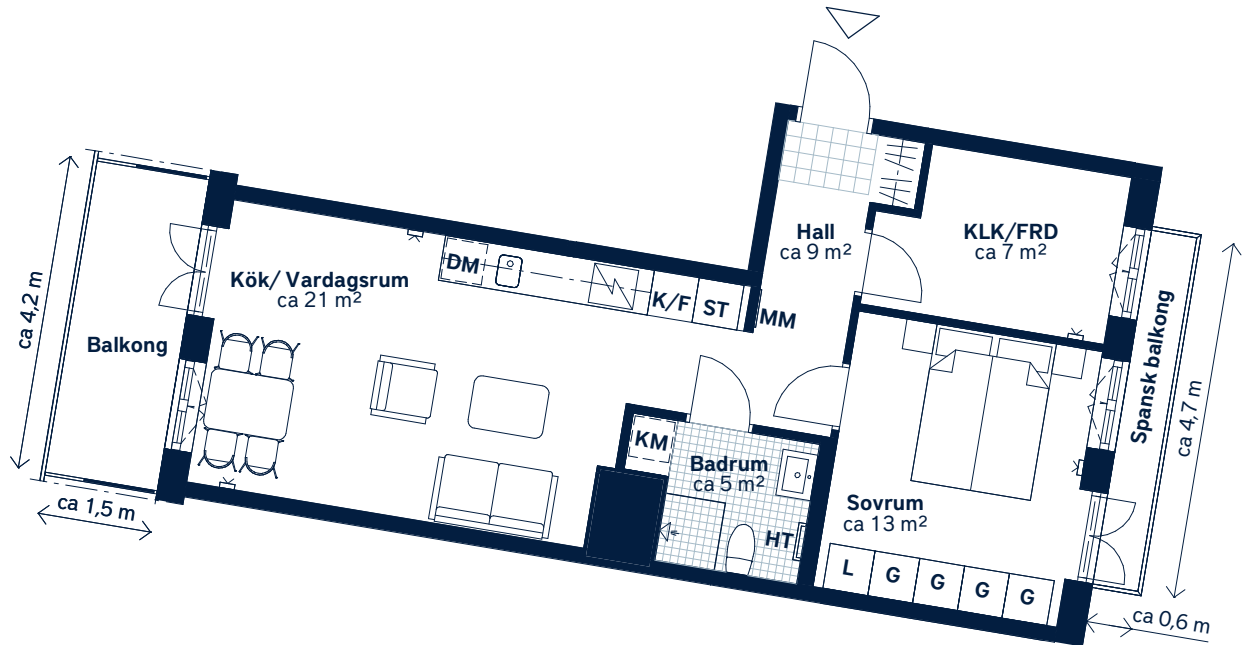 Hall
ca 9 m²
KLK/FRD
ca 7 m²
Kök/ Vardagsrum
ca 21 m²
DM
K/F
ST
MM
ca 4,2 m
Balkong
ca 1,5 m
KM
Badrum
ca 5 m²
HT
Sovrum
ca 13 m²
L
G
G
G
G
Spansk balkong
ca 4,7 m
ca 0,6 m